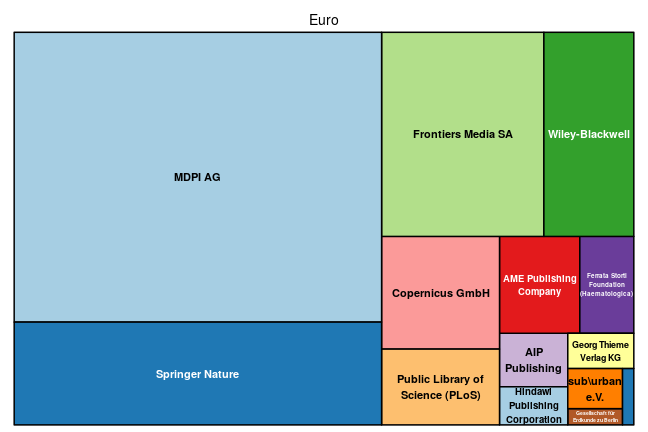 Euro
MDPI AG
Springer Nature
Frontiers Media SA
Wiley-Blackwell
Copernicus GmbH
Public Library of
Science (PLoS)
AME Publishing
Company
Ferrata Storti
Foundation
(Haematologica)
AIP
Publishing
Hindawi
Publishing
Corporation
Georg Thieme
Verlag KG
sub\urban
e.V.
Gesellschaft für
Erdkunde zu Berlin